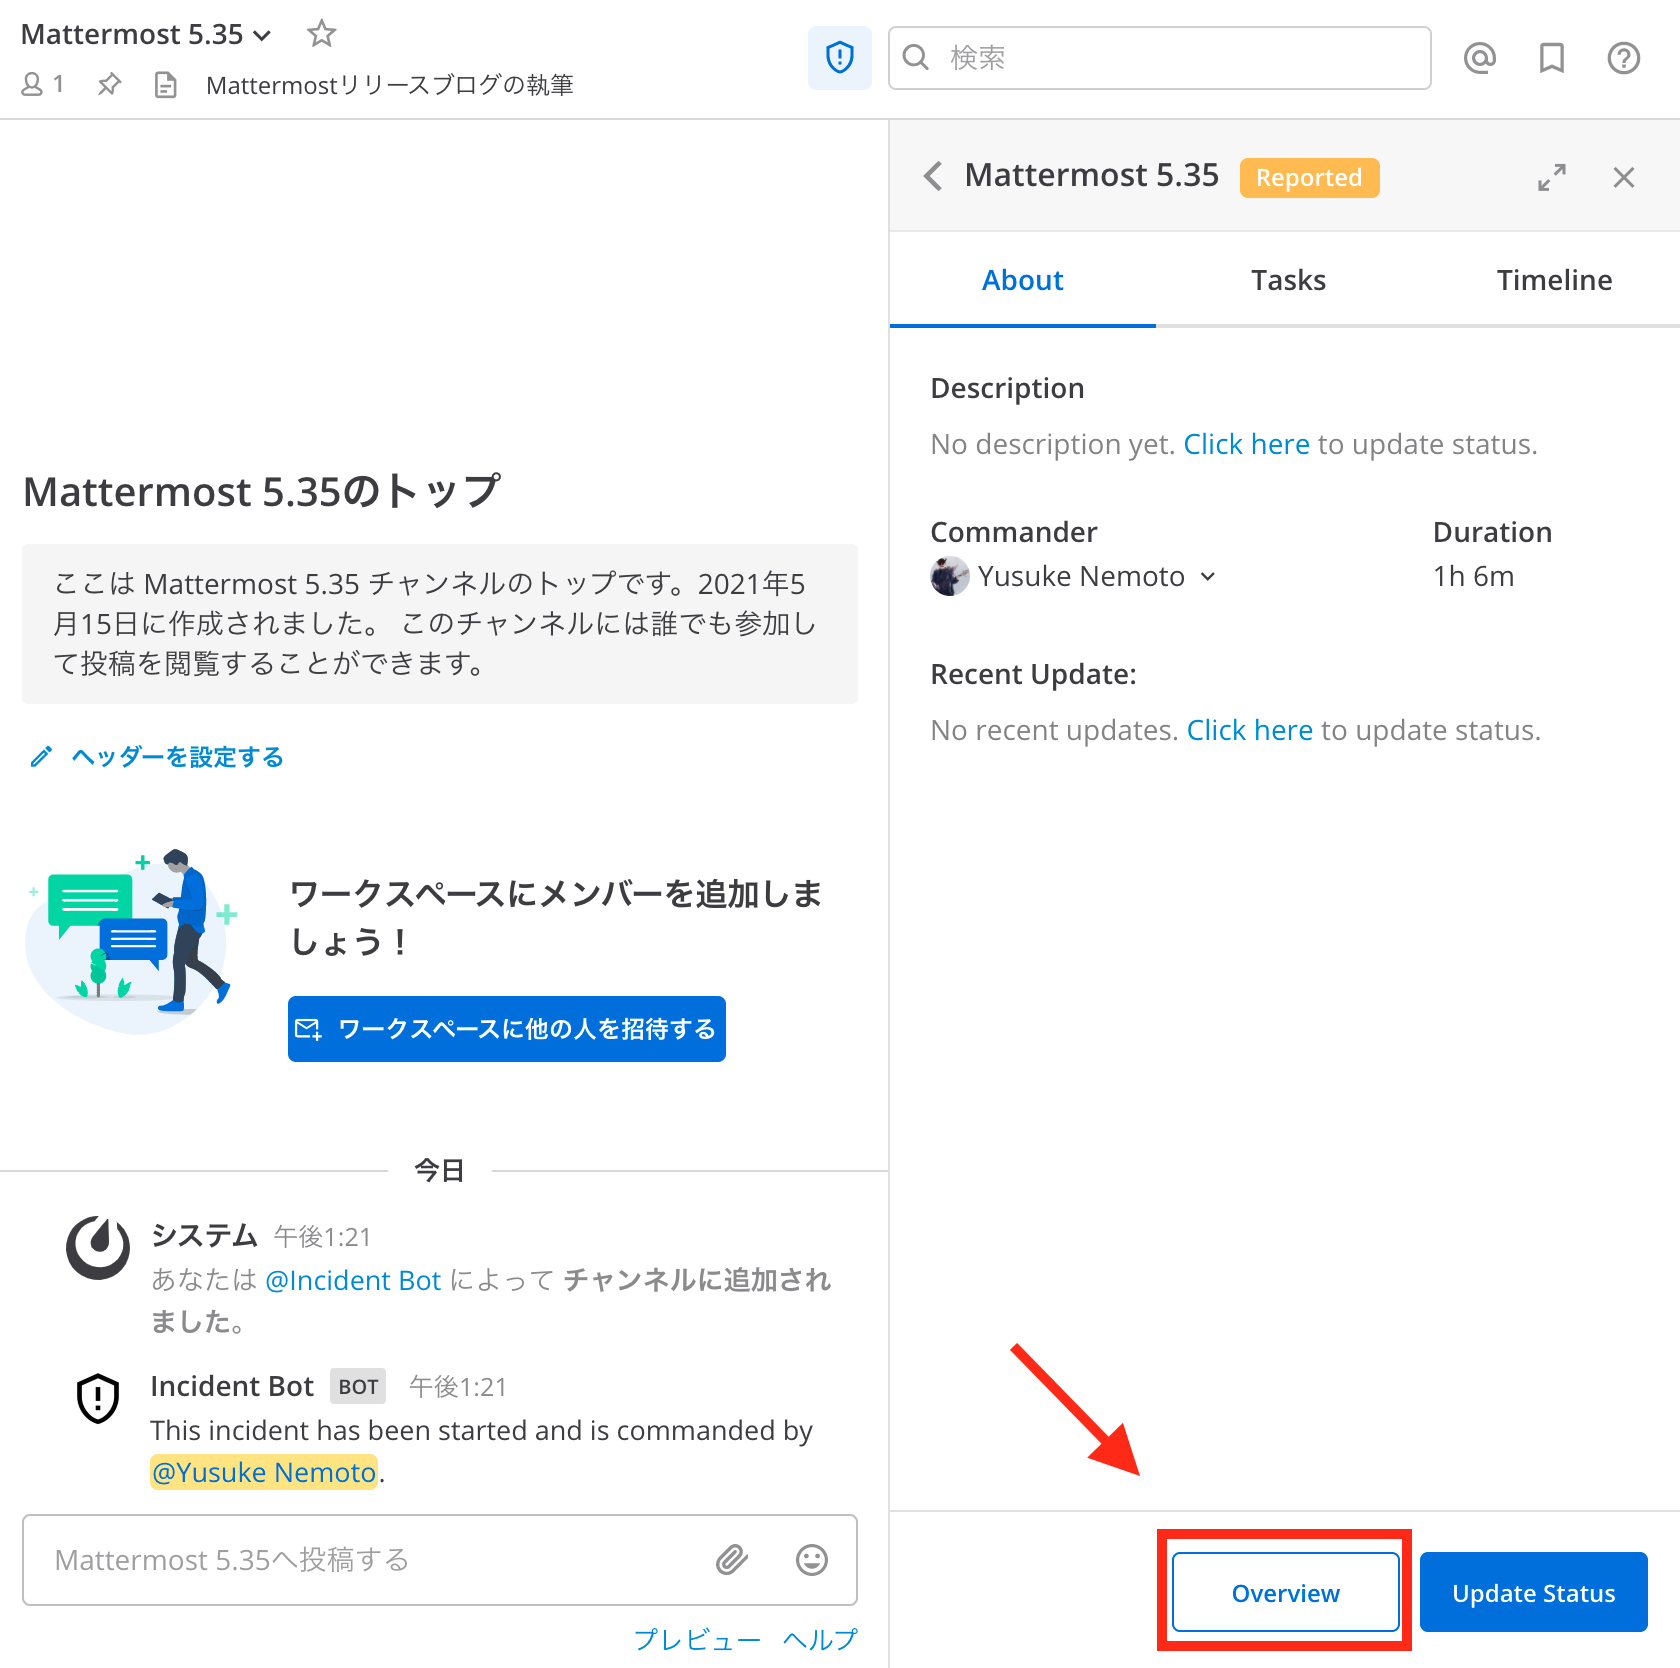 Mattermost 5.35
1
Mattermostリリースブログの執筆
検索
Mattermost 5.35のトップ
ここは Mattermost 5.35 チャンネルのトップです。2021年5
月15日に作成されました。 このチャンネルには誰でも参加し
て投稿を閲覧することができます。
ヘッダーを設定する
ワークスペースにメンバーを追加しま
しょう！
ワークスペースに他の人を招待する
今日
システム 午後1:21
あなたは @Incident Bot によって チャンネルに追加され
ました。
Incident Bot BOT 午後1:21
This incident has been started and is commanded by
@Yusuke Nemoto.
Mattermost 5.35へ投稿する
プレビュー ヘルプ
Mattermost 5.35 Reported
About Tasks Timeline
Description
No description yet. Click here to update status.
Commander Duration
Yusuke Nemoto 1h 6m
Recent Update:
No recent updates. Click here to update status.
Overview Update Status